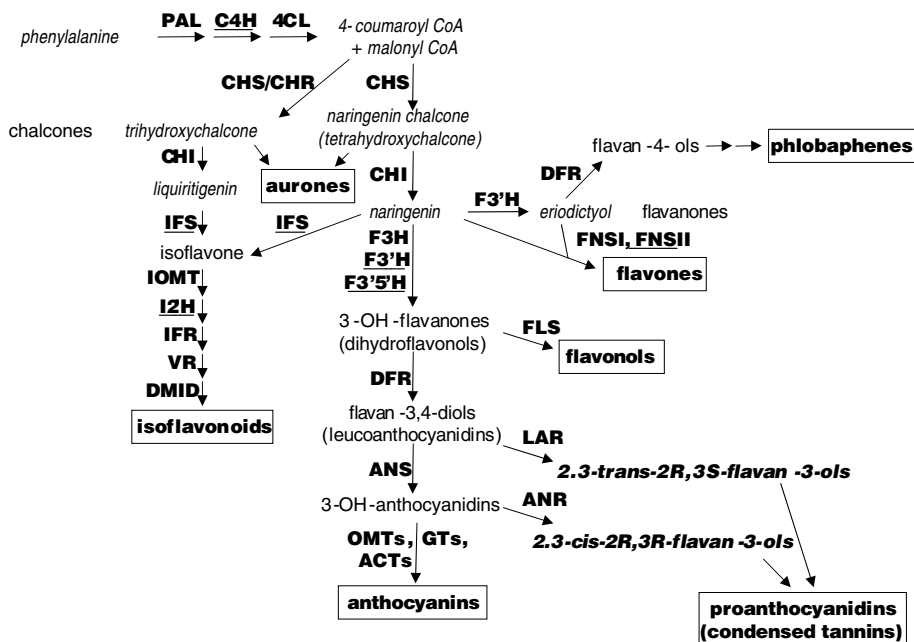 PAL C4H 4CL
phenylalanine
4- coumaroyl CoA
+ malonyl CoA
CHS/CHR
CHS
chalcones
trihydroxychalcone
naringenin chalcone
(tetrahydroxychalcone)
flavan -4- ols
phlobaphenes
CHI
aurones
CHI
DFR
liquiritigenin
F3'H
IFS
IFS
naringenin
eriodictyol
flavanones
isoflavone
F3H
F3'H
F3'5'H
FNSI, FNSII
flavones
IOMT
I2H
IFR
VR
DMID
isoflavonoids
3 -OH -flavanones
(dihydroflavonols)
FLS
flavonols
DFR
flavan -3,4-diols
(leucoanthocyanidins)
LAR
2.3-trans-2R,3S-flavan -3-ols
ANS
3-OH-anthocyanidins
ANR
2.3-cis-2R,3R-flavan -3-ols
OMTs, GTs,
ACTs
anthocyanins
proanthocyanidins
(condensed tannins)